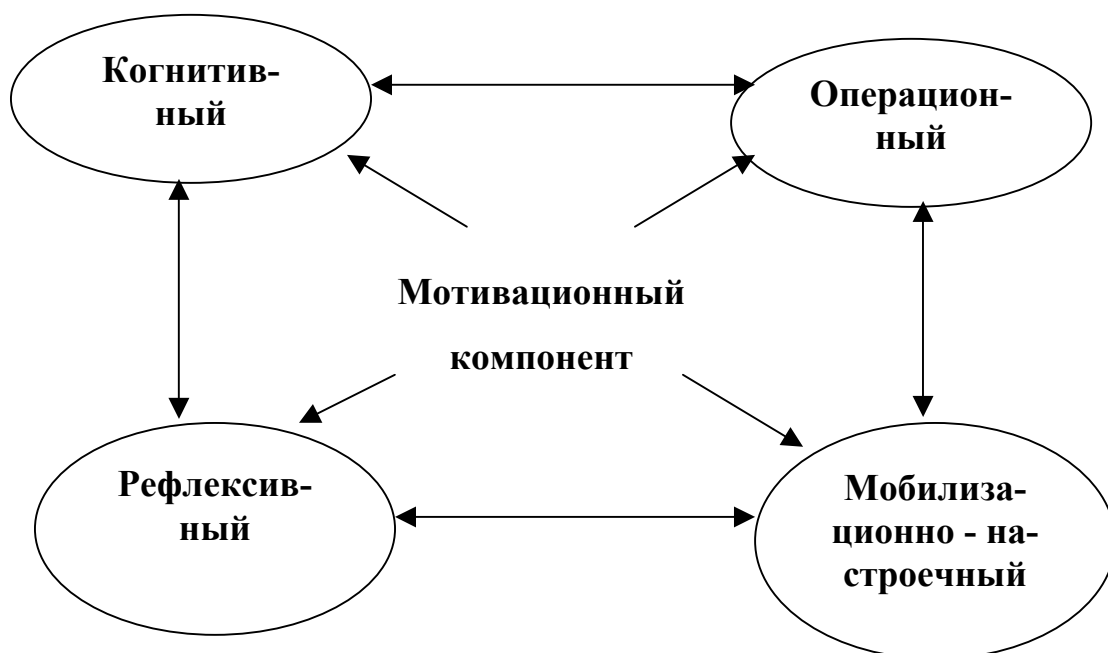 Когнитив-
ный
Операцион-
ный
Мотивационный
компонент
Рефлексив-
ный
Мобилиза-
ционно - на-
строечный